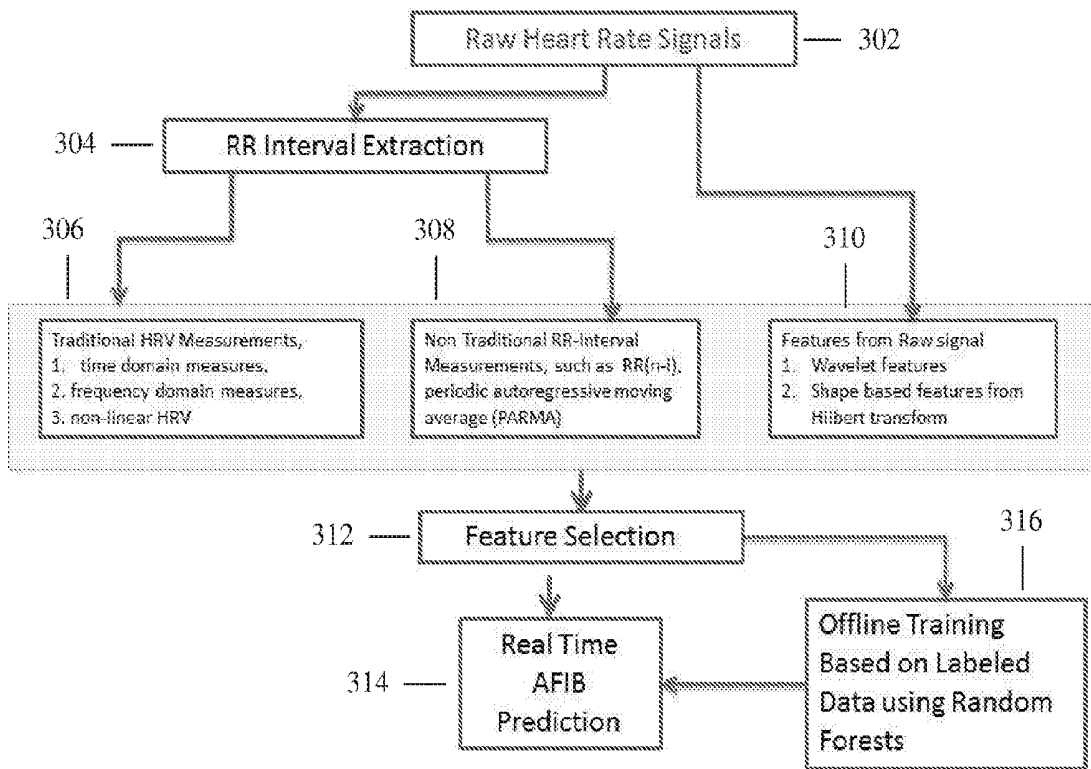 Raw Heart Rate Signals
302
304
RR Interval Extraction
306
308
310
Traditional HRV Measurements,
1. time domain measures,
2. frequency domain measures,
3. non-linear HRV
Non Traditional RR-Interval
Measurements, such as RR(n-i),
periodic autoregressive moving
average (PARMA)
Features from Raw signal
1. Wavelet features
2. Shape based features from
Hilbert transform
312
Feature Selection
316
314
Real Time
AFIB
Prediction
Offline Training
Based on Labeled
Data using Random
Forests